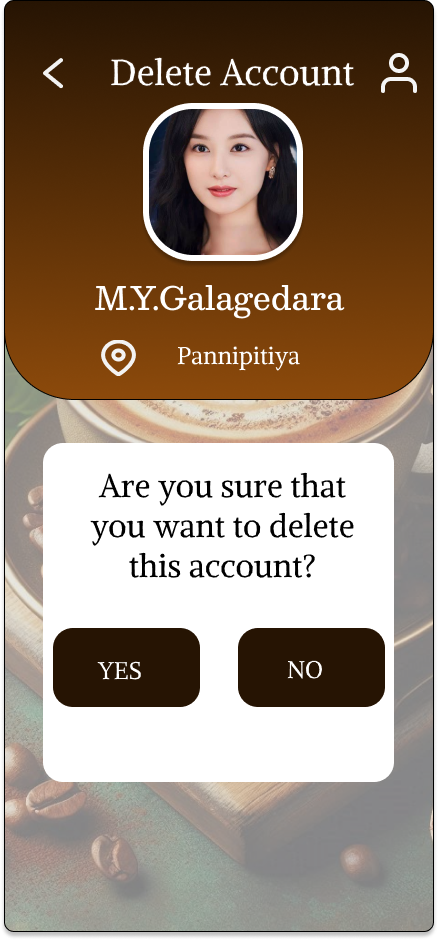 Delete Account
M.Y.Galagedara
Pannipitiya
Are you sure that
you want to delete
this account?
YES
NO